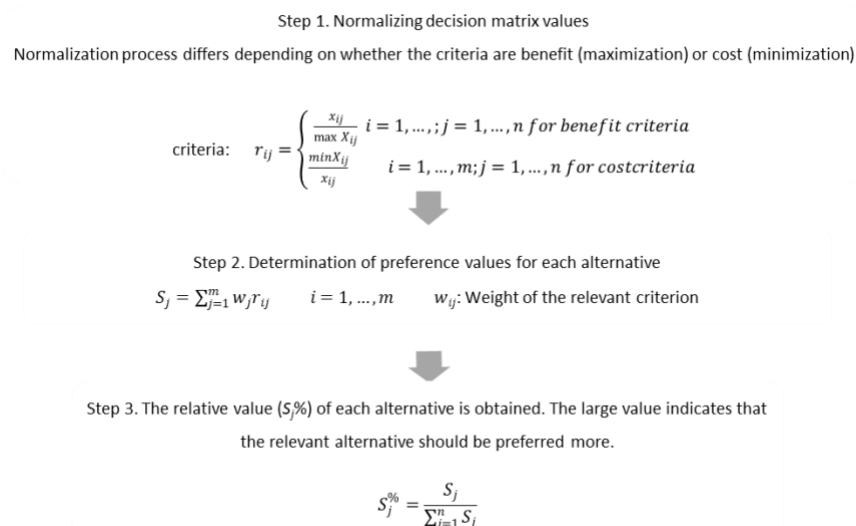 Step 1. Normalizing decision matrix values
Normalization process differs depending on whether the criteria are benefit (maximization) or cost (minimization)
criteria: r_ij = { x_ij / max X_ij i = 1, ...,; j = 1, ..., n for benefit criteria
minX_ij / x_ij i = 1, ..., m; j = 1, ..., n for costcriteria
Step 2. Determination of preference values for each alternative
S_j = Σ_{j=1}^{m} w_j r_ij i = 1, ..., m w_ij: Weight of the relevant criterion
Step 3. The relative value (S_j%) of each alternative is obtained. The large value indicates that
the relevant alternative should be preferred more.
S_j^% = S_j / Σ_{i=1}^{n} S_j